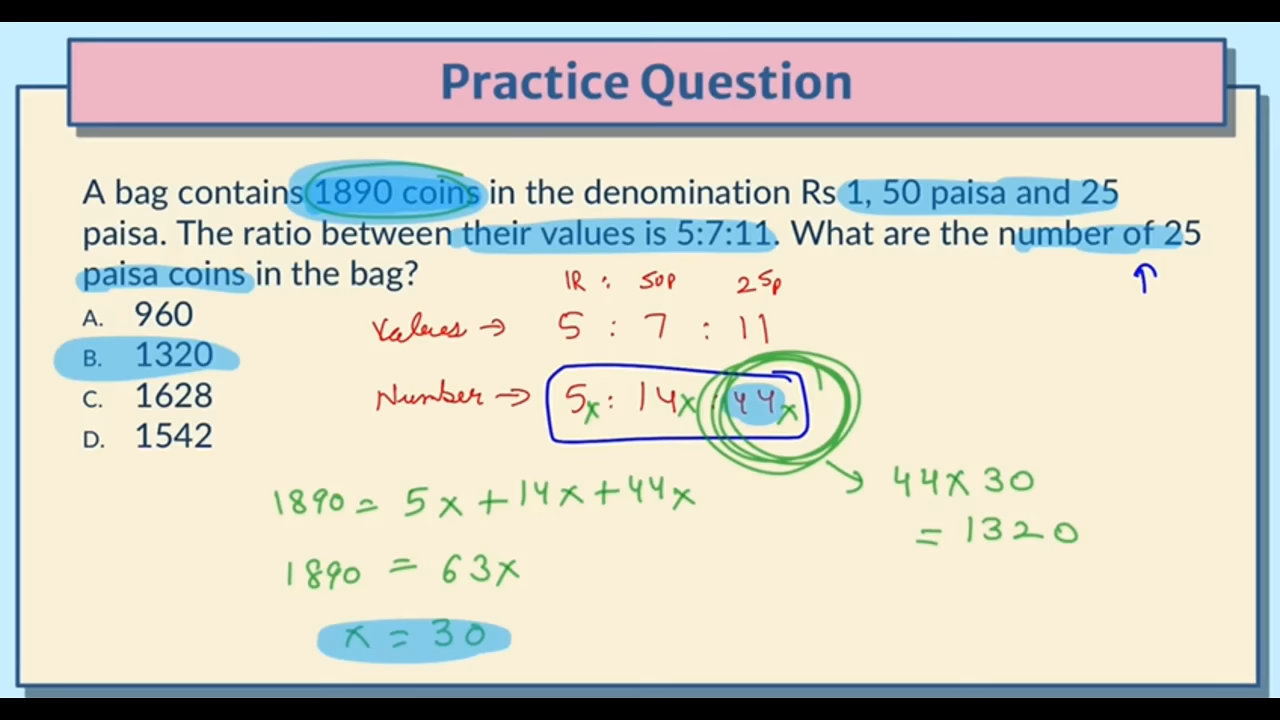 Practice Question
A bag contains 1890 coins in the denomination Rs 1, 50 paisa and 25
paisa. The ratio between their values is 5:7:11. What are the number of 25
paisa coins in the bag?
1R : 50P 25p
A. 960
Values → 5 : 7 : 11
B. 1320
Number → 5x : 14x : 44x
C. 1628
D. 1542
1890 = 5x + 14x + 44x
44 x 30
= 1320
1890 = 63x
x = 30